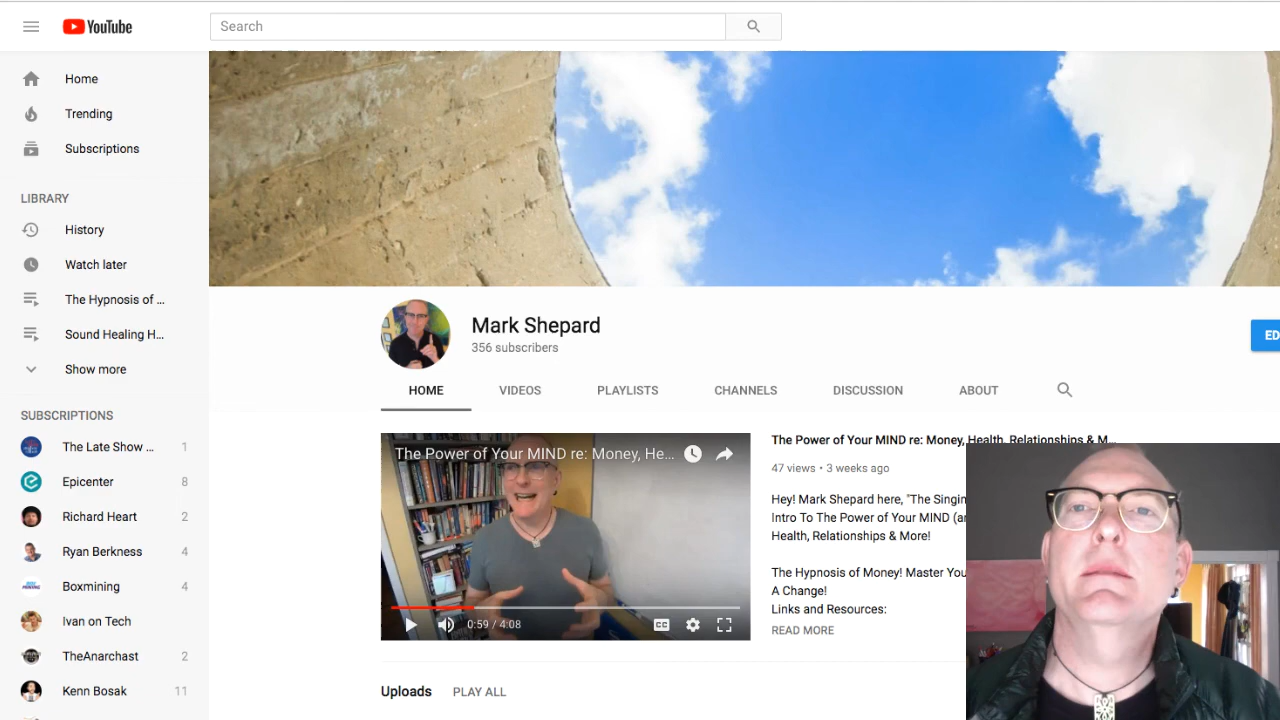 YouTube
Search
Home
Trending
Subscriptions
LIBRARY
History
Watch later
The Hypnosis of ...
Sound Healing H...
Show more
SUBSCRIPTIONS
The Late Show ... 1
Epicenter 8
Richard Heart 2
Ryan Berkness 4
Boxmining 4
Ivan on Tech
TheAnarchast 2
Kenn Bosak 11
Mark Shepard
356 subscribers
ED
HOME VIDEOS PLAYLISTS CHANNELS DISCUSSION ABOUT
The Power of Your MIND re: Money, He...
0:59 / 4:08
CC
The Power of Your MIND re: Money, Health, Relationships & M...
47 views • 3 weeks ago
Hey! Mark Shepard here, "The Singin
Intro To The Power of Your MIND (an
Health, Relationships & More!
The Hypnosis of Money! Master You
A Change!
Links and Resources:
READ MORE
Uploads PLAY ALL